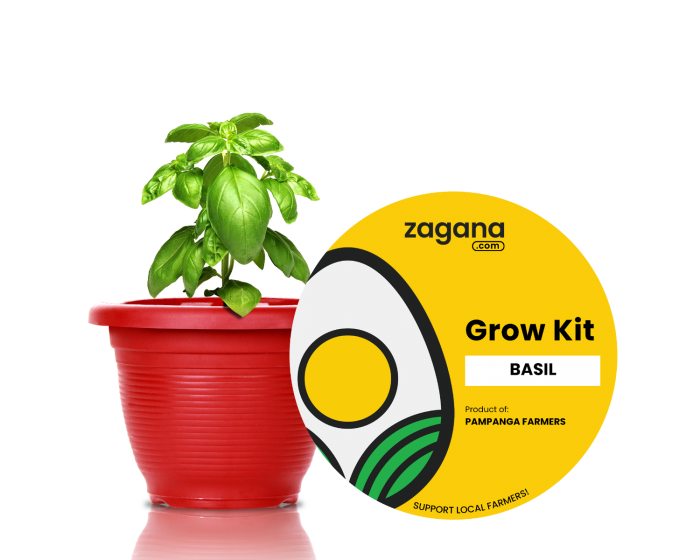 zagana
.com
Grow Kit
BASIL
Product of:
PAMPANGA FARMERS
SUPPORT LOCAL FARMERS!